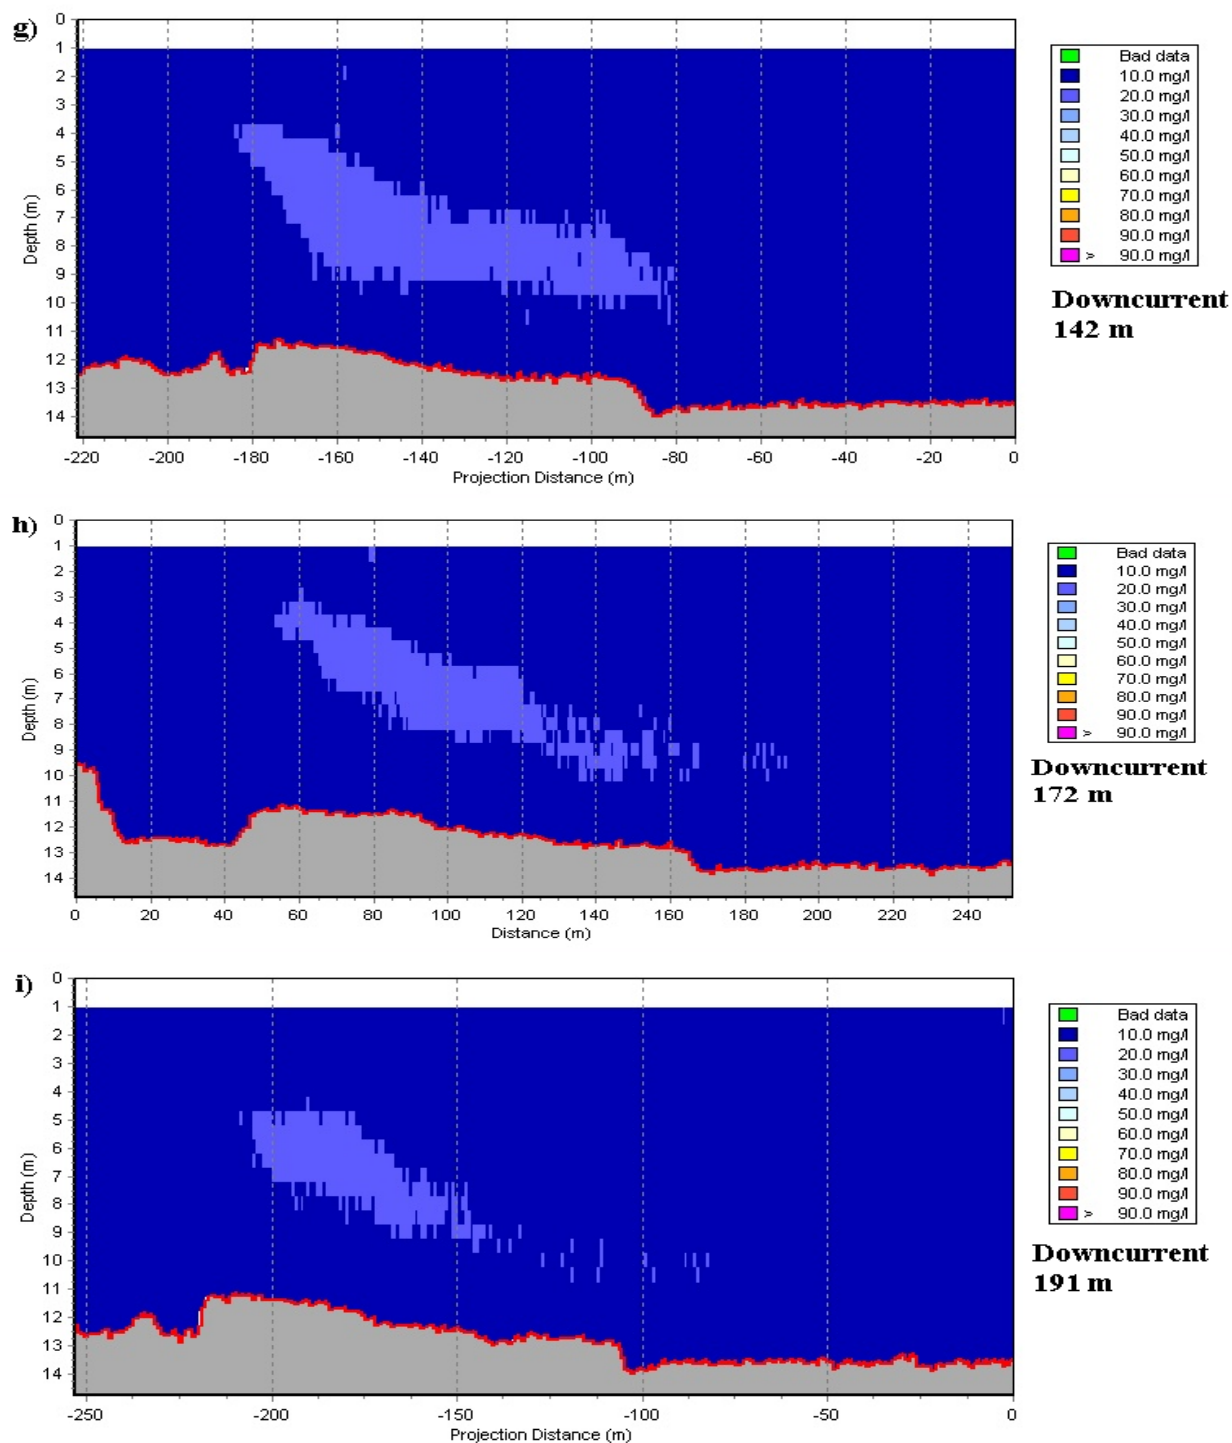 g)
0
1
2
3
4
5
6
7
8
9
10
11
12
13
14
Depth (m)
-220 -200 -180 -160 -140 -120 -100 -80 -60 -40 -20 0
Projection Distance (m)
Bad data
10.0 mg/l
20.0 mg/l
30.0 mg/l
40.0 mg/l
50.0 mg/l
60.0 mg/l
70.0 mg/l
80.0 mg/l
90.0 mg/l
> 90.0 mg/l
Downcurrent
142 m
h)
0
1
2
3
4
5
6
7
8
9
10
11
12
13
14
Depth (m)
0 20 40 60 80 100 120 140 160 180 200 220 240
Distance (m)
Bad data
10.0 mg/l
20.0 mg/l
30.0 mg/l
40.0 mg/l
50.0 mg/l
60.0 mg/l
70.0 mg/l
80.0 mg/l
90.0 mg/l
> 90.0 mg/l
Downcurrent
172 m
i)
0
1
2
3
4
5
6
7
8
9
10
11
12
13
14
Depth (m)
-250 -200 -150 -100 -50 0
Projection Distance (m)
Bad data
10.0 mg/l
20.0 mg/l
30.0 mg/l
40.0 mg/l
50.0 mg/l
60.0 mg/l
70.0 mg/l
80.0 mg/l
90.0 mg/l
> 90.0 mg/l
Downcurrent
191 m